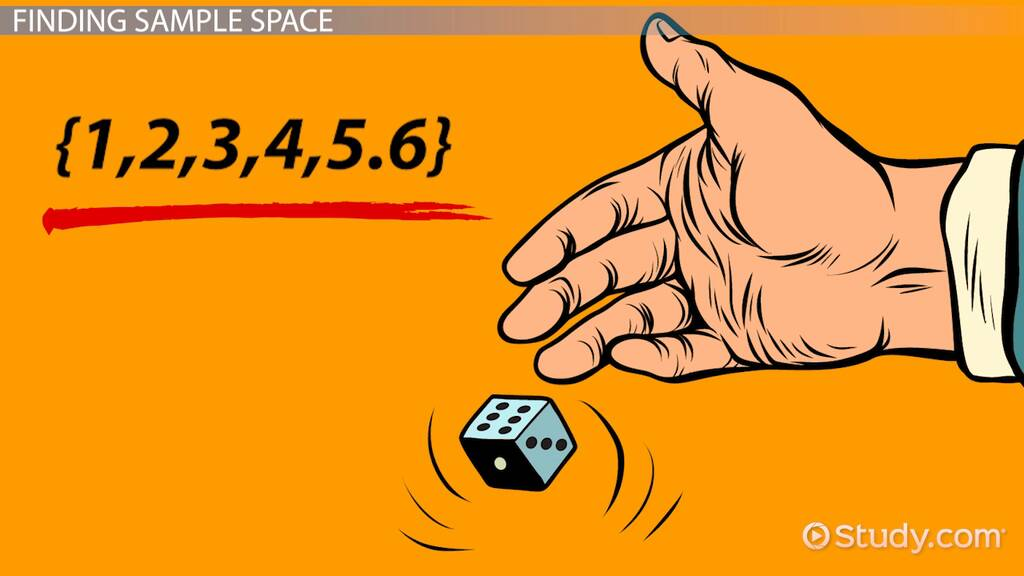 FINDING SAMPLE SPACE
{1,2,3,4,5.6}
Study.com